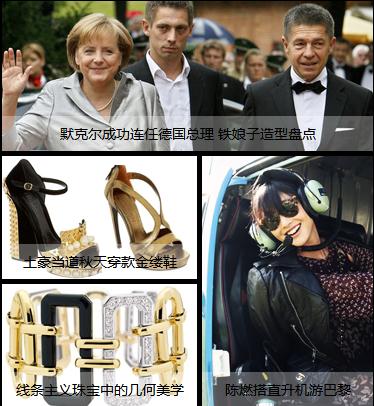 默克尔成功连任德国总理 铁娘子造型盘点
土豪当道秋天穿款金缕鞋
线条主义珠宝中的几何美学
陈燃搭直升机游巴黎